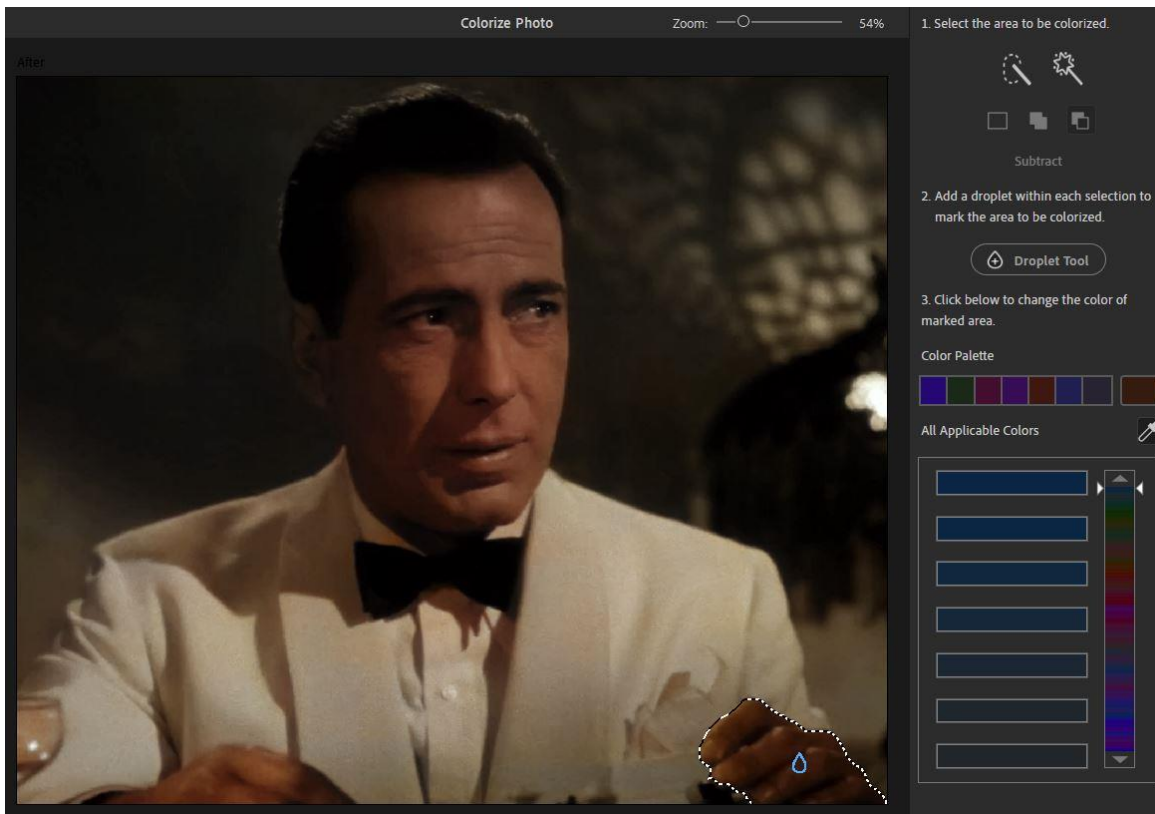 Colorize Photo
Zoom:
54%
After
1. Select the area to be colorized.
Subtract
2. Add a droplet within each selection to
mark the area to be colorized.
Droplet Tool
3. Click below to change the color of
marked area.
Color Palette
All Applicable Colors